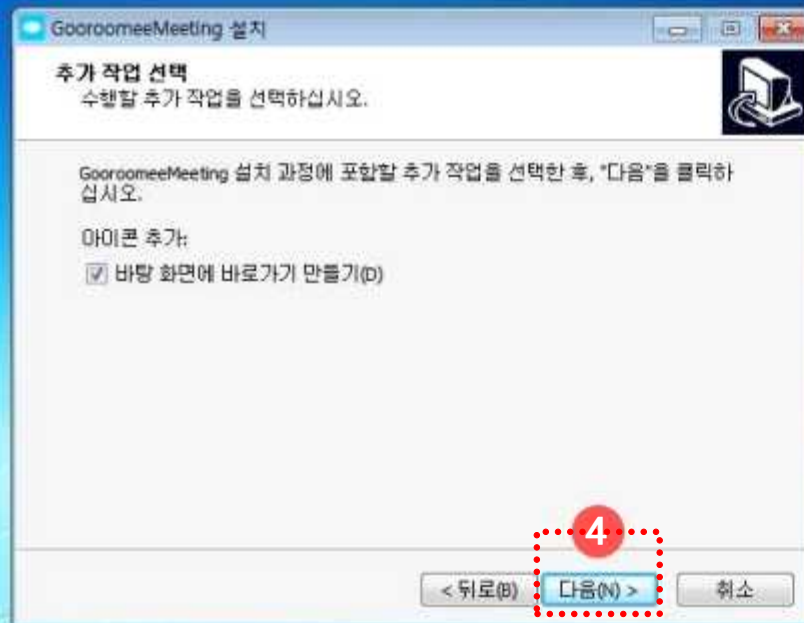 GooroomeeMeeting 설치
추가 작업 선택
수행할 추가 작업을 선택하십시오.
GooroomeeMeeting 설치 과정에 포함할 추가 작업을 선택한 후, "다음"을 클릭하
십시오.
아이콘 추가:
바탕 화면에 바로가기 만들기(D)
4
< 뒤로(B) 다음(N) > 취소